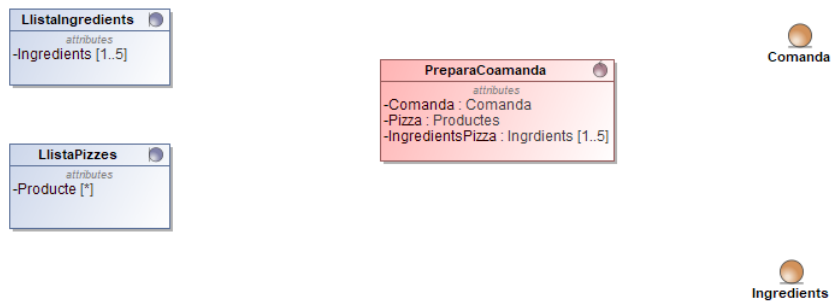 LlistaIngredients
attributes
-Ingredients [1..5]
LlistaPizzes
attributes
-Producte [*]
PreparaCoamanda
attributes
-Comanda : Comanda
-Pizza : Productes
-IngredientsPizza : Ingrdients [1..5]
Comanda
Ingredients